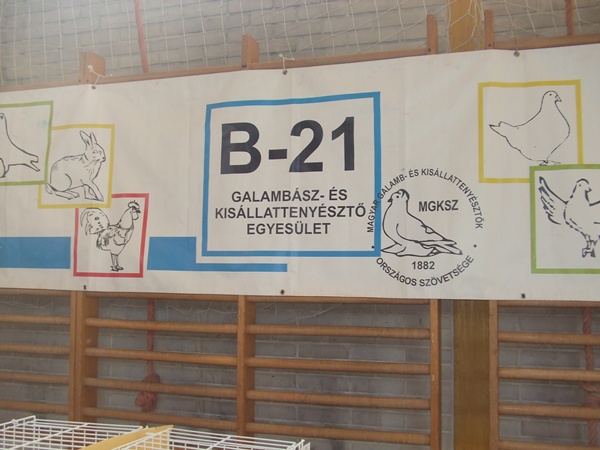 B-21
GALAMBÁSZ- ÉS
KISÁLLATTENYÉSZTŐ
EGYESÜLET
MAGYAR GALAMB- ÉS KISÁLLATTENYÉSZTŐK
MGKSZ
1882
ORSZÁGOS SZÖVETSÉGE